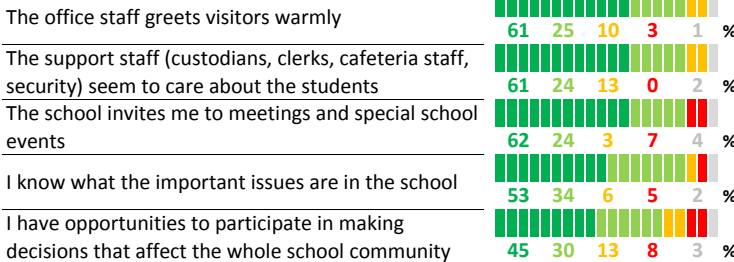 The office staff greets visitors warmly
61 25 10 3 1 %
The support staff (custodians, clerks, cafeteria staff,
security) seem to care about the students
61 24 13 0 2 %
The school invites me to meetings and special school
events
62 24 3 7 4 %
I know what the important issues are in the school
53 34 6 5 2 %
I have opportunities to participate in making
decisions that affect the whole school community
45 30 13 8 3 %